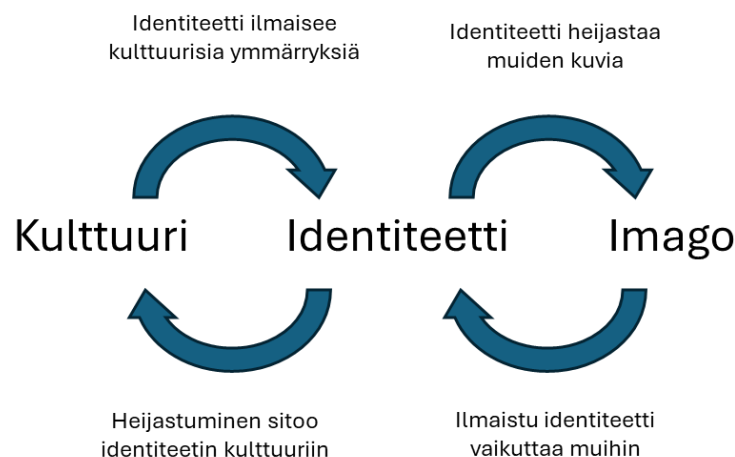 Identiteetti ilmaisee
kulttuurisia ymmärryksiä
Identiteetti heijastaa
muiden kuvia
Kulttuuri
Identiteetti
Imago
Heijastuminen sitoo
identiteetin kulttuuriin
Ilmaistu identiteetti
vaikuttaa muihin